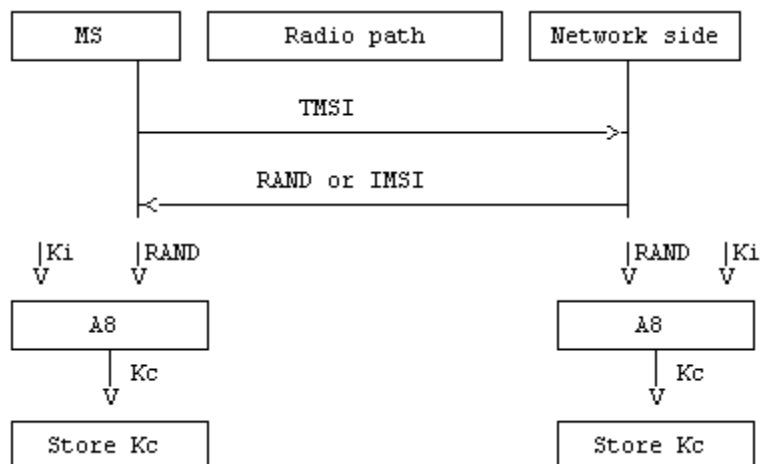 MS Radio path Network side
TMSI
RAND or IMSI
Ki RAND RAND Ki
A8 A8
Kc Kc
Store Kc Store Kc